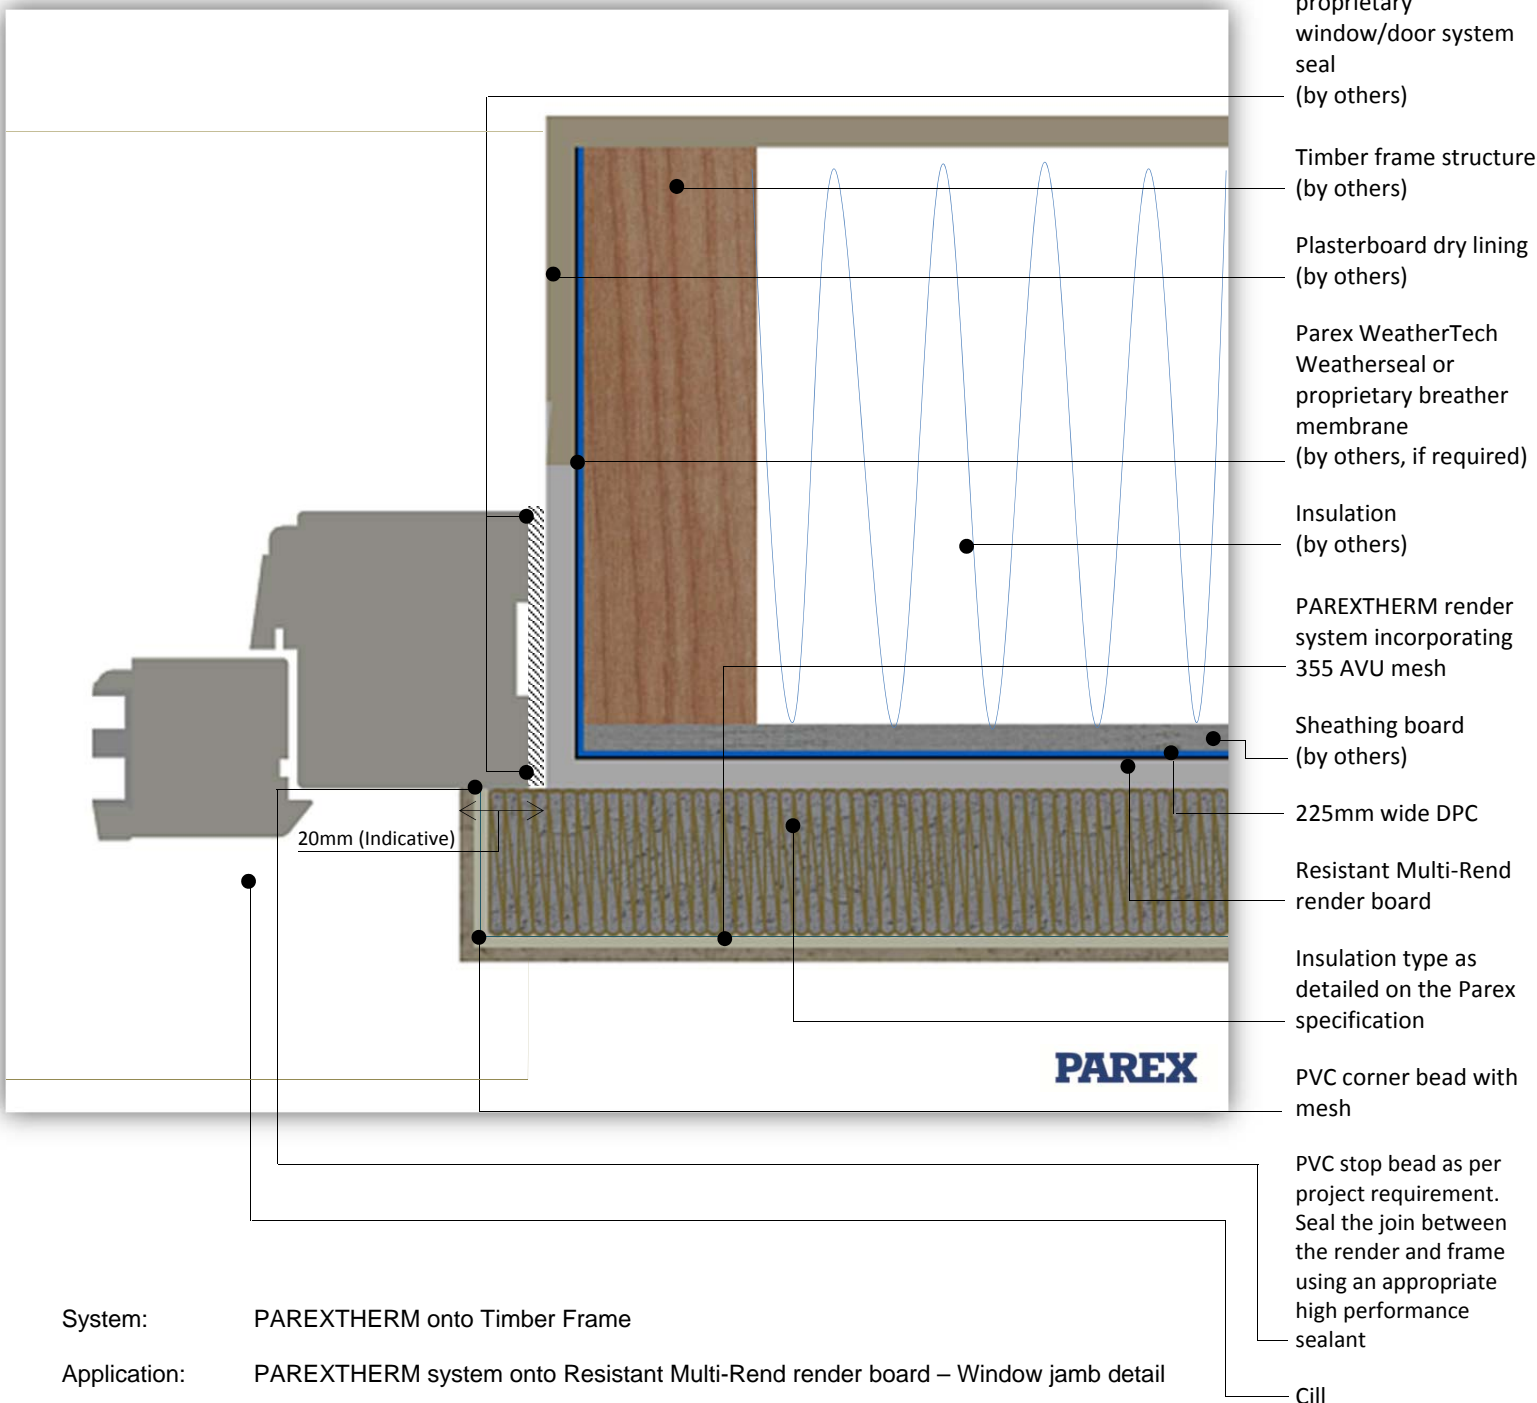 proprietary
window/door system
seal
(by others)
Timber frame structure
(by others)
Plasterboard dry lining
(by others)
Parex WeatherTech
Weatherseal or
proprietary breather
membrane
(by others, if required)
Insulation
(by others)
PAREXTHERM render
system incorporating
355 AVU mesh
Sheathing board
(by others)
225mm wide DPC
20mm (Indicative)
Resistant Multi-Rend
render board
Insulation type as
detailed on the Parex
specification
PAREX
PVC corner bead with
mesh
PVC stop bead as per
project requirement.
Seal the join between
the render and frame
using an appropriate
high performance
sealant
Cill
System: PAREXTHERM onto Timber Frame
Application: PAREXTHERM system onto Resistant Multi-Rend render board – Window jamb detail